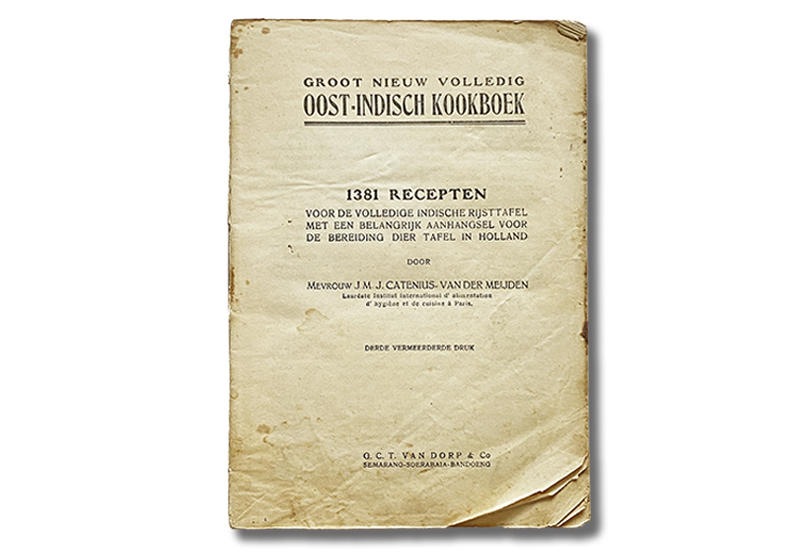 GROOT NIEUW VOLLEDIG
OOST-INDISCH KOOKBOEK
1381 RECEPTEN
VOOR DE VOLLEDIGE INDISCHE RIJSTTAFEL
MET EEN BELANGRIJK AANHANGSEL VOOR
DE BEREIDING DIER TAFEL IN HOLLAND
DOOR
MEVROUW J. M. J. CATENIUS-VAN DER MEIJDEN
Lauréate Institut international d' alimentation
d' hygiène et de cuisine à Paris.
DERDE VERMEERDERDE DRUK
G. C. T. VAN DORP & Co
SEMARANG-SOERABAIA-BANDOENG